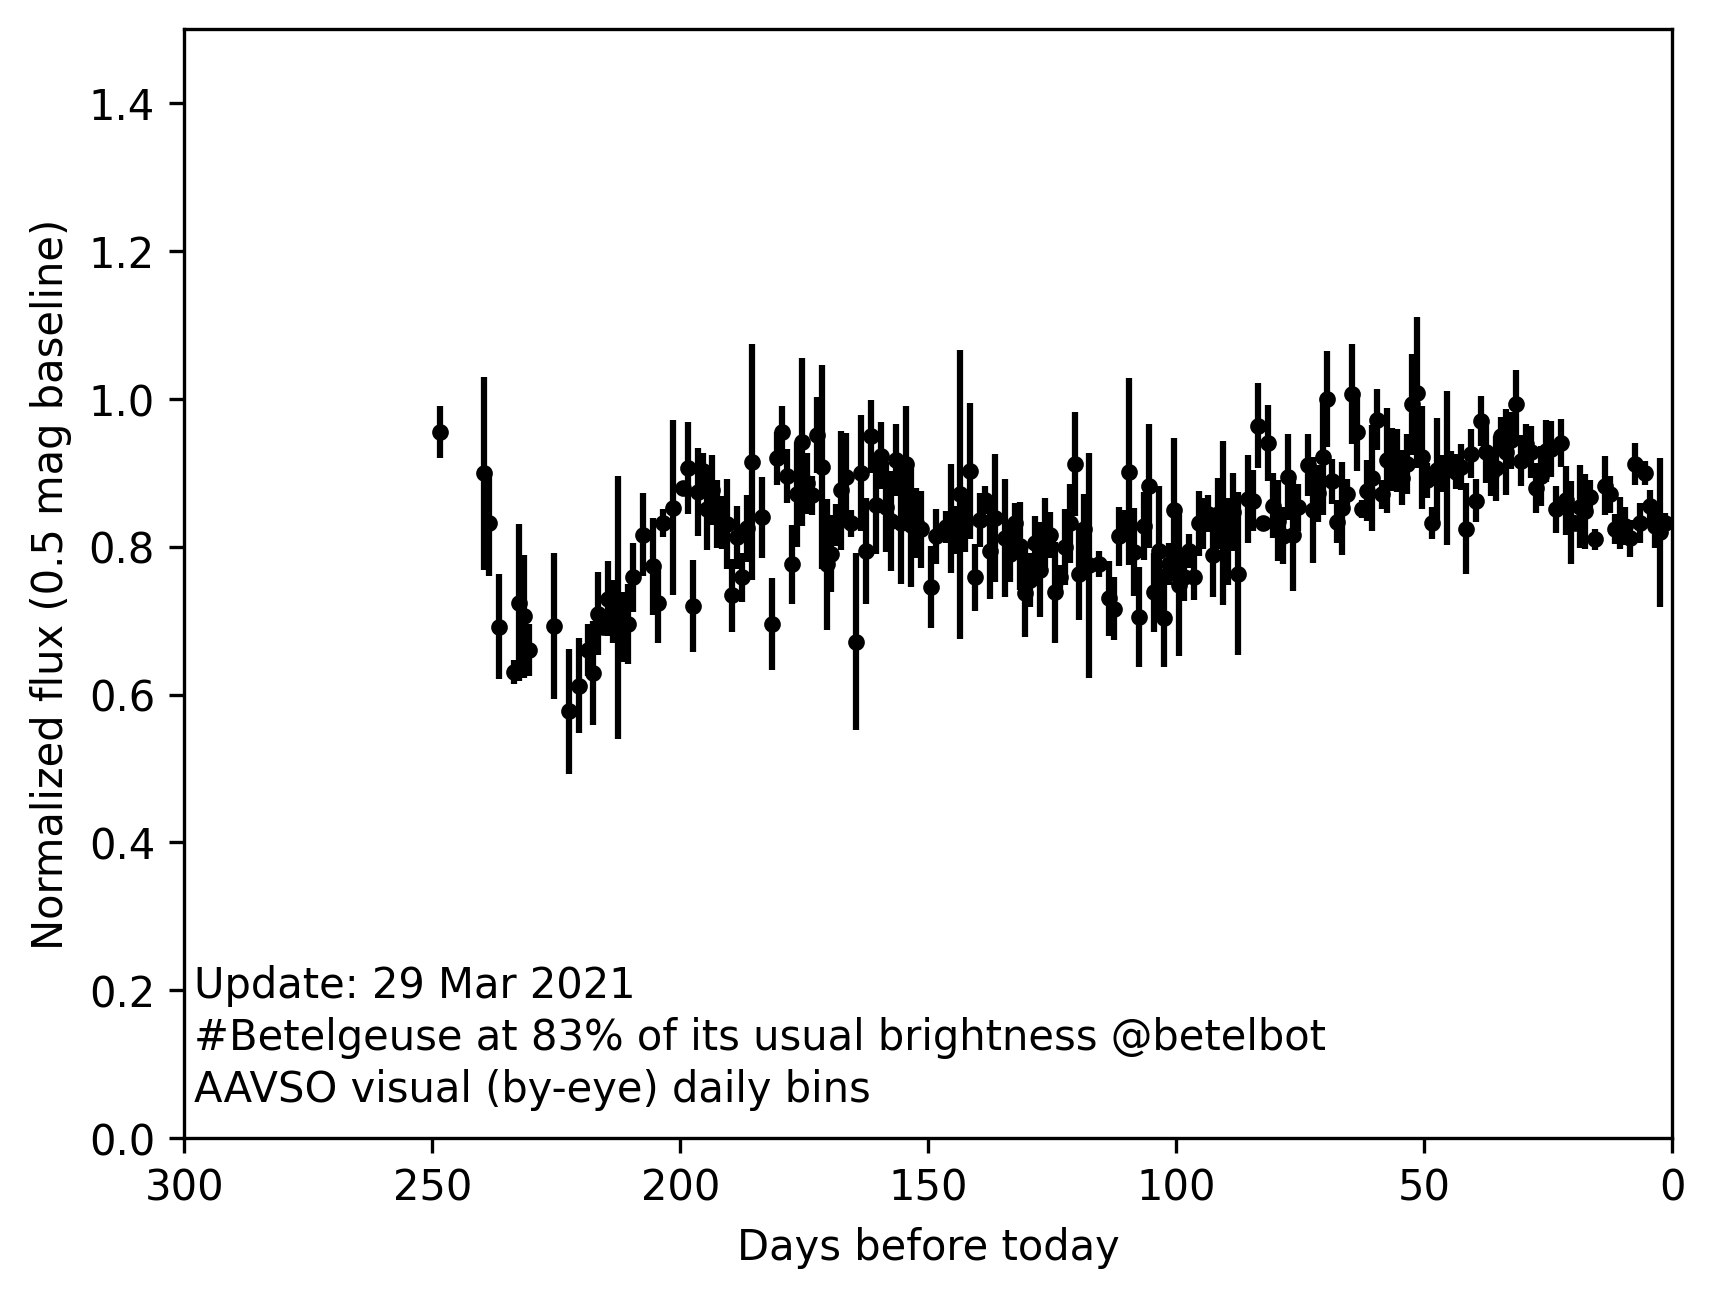 1.4
1.2
1.0
0.8
0.6
0.4
0.2
0.0
Normalized flux (0.5 mag baseline)
Update: 29 Mar 2021
#Betelgeuse at 83% of its usual brightness @betelbot
AAVSO visual (by-eye) daily bins
300 250 200 150 100 50 0
Days before today